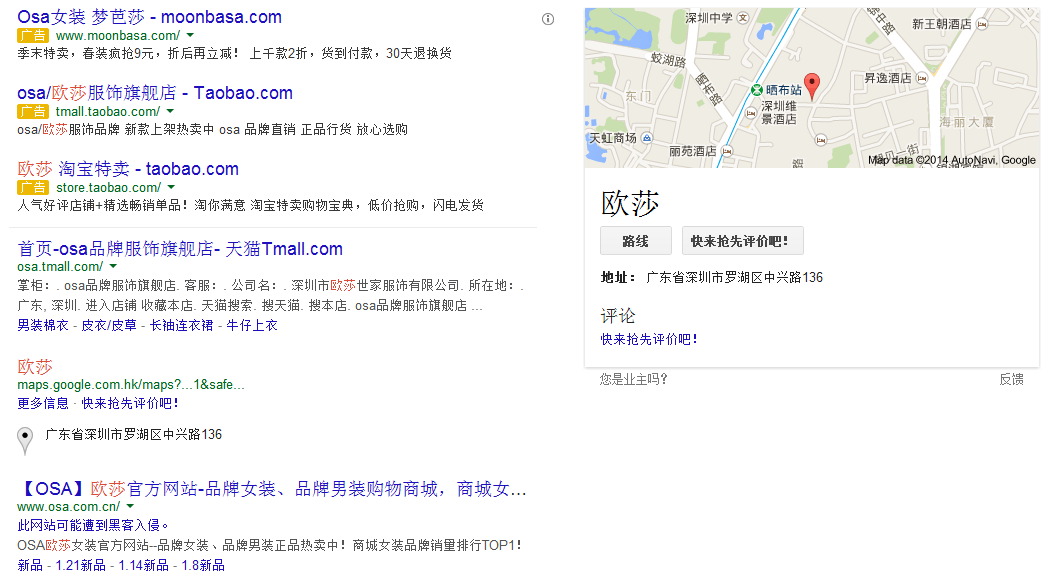 Osa女装 梦芭莎 - moonbasa.com
广告 www.moonbasa.com/
季末特卖，春装疯抢9元，折后再立减！ 上千款2折，货到付款，30天退换货
osa/欧莎服饰旗舰店 - Taobao.com
广告 tmall.taobao.com/
osa/欧莎服饰品牌 新款上架热卖中 osa 品牌直销 正品行货 放心选购
欧莎 淘宝特卖 - taobao.com
广告 store.taobao.com/
人气好评店铺+精选畅销单品！淘你满意 淘宝特卖购物宝典，低价抢购，闪电发货
首页-osa品牌服饰旗舰店- 天猫Tmall.com
osa.tmall.com/
掌柜：. osa品牌服饰旗舰店. 客服：. 公司名：. 深圳市欧莎世家服饰有限公司. 所在地：.
广东, 深圳. 进入店铺 收藏本店. 天猫搜索. 搜天猫. 搜本店. osa品牌服饰旗舰店 ...
男装棉衣 - 皮衣/皮草 - 长袖连衣裙 - 牛仔上衣
欧莎
maps.google.com.hk/maps?...1&safe...
更多信息 · 快来抢先评价吧！
广东省深圳市罗湖区中兴路136
【OSA】欧莎官方网站-品牌女装、品牌男装购物商城，商城女...
www.osa.com.cn/
此网站可能遭到黑客入侵。
OSA欧莎女装官方网站--品牌女装、品牌男装正品热卖中！商城女装品牌销量排行TOP1！
新品 - 1.21新品 - 1.14新品 - 1.8新品
深圳中学
新王朝酒店
蛟湖路
晒布路
东门
晒布站
昇逸酒店
深圳维
景酒店
海丽大厦
天虹商场
丽苑酒店
Map data ©2014 AutoNavi, Google
欧莎
路线
快来抢先评价吧！
地址： 广东省深圳市罗湖区中兴路136
评论
快来抢先评价吧！
您是业主吗？
反馈